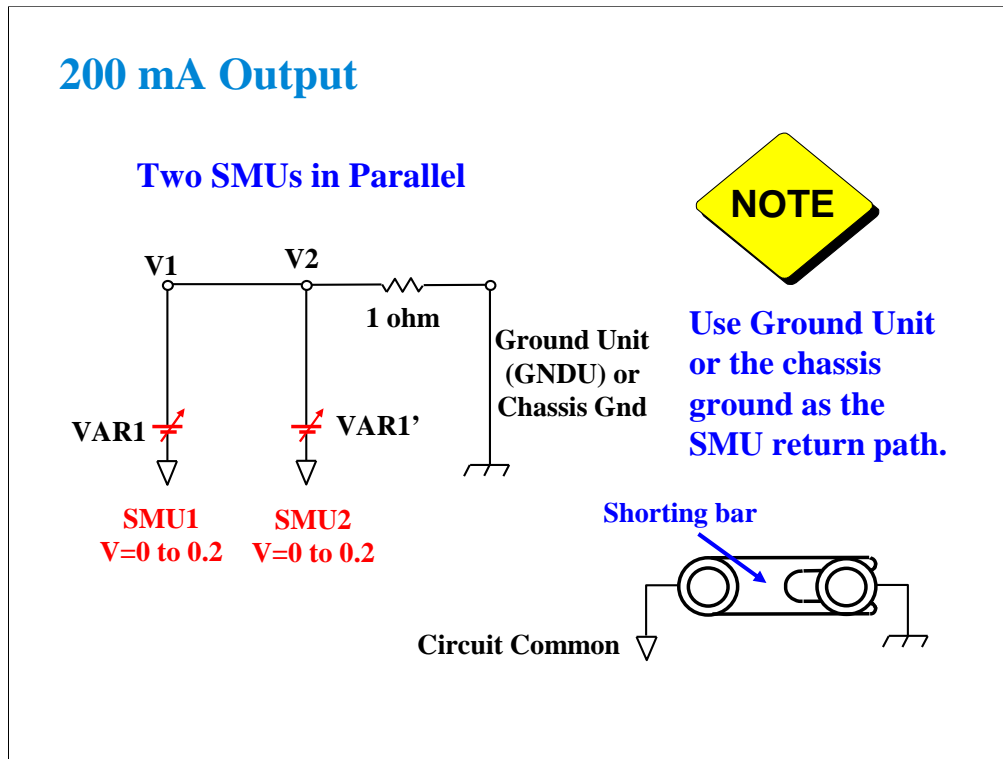 200 mA Output
Two SMUs in Parallel
NOTE
V1
V2
1 ohm
Ground Unit
(GNDU) or
Chassis Gnd
VAR1
VAR1’
SMU1
V=0 to 0.2
SMU2
V=0 to 0.2
Use Ground Unit
or the chassis
ground as the
SMU return path.
Shorting bar
Circuit Common